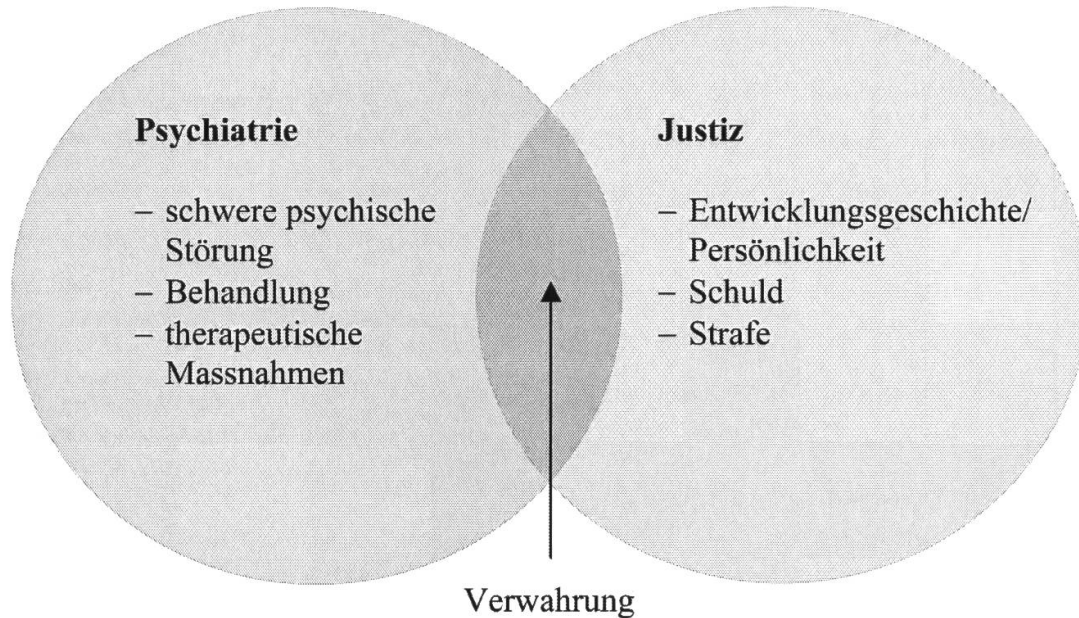 Psychiatrie
– schwere psychische
Störung
– Behandlung
– therapeutische
Massnahmen
Justiz
– Entwicklungsgeschichte/
Persönlichkeit
– Schuld
– Strafe
Verwahrung